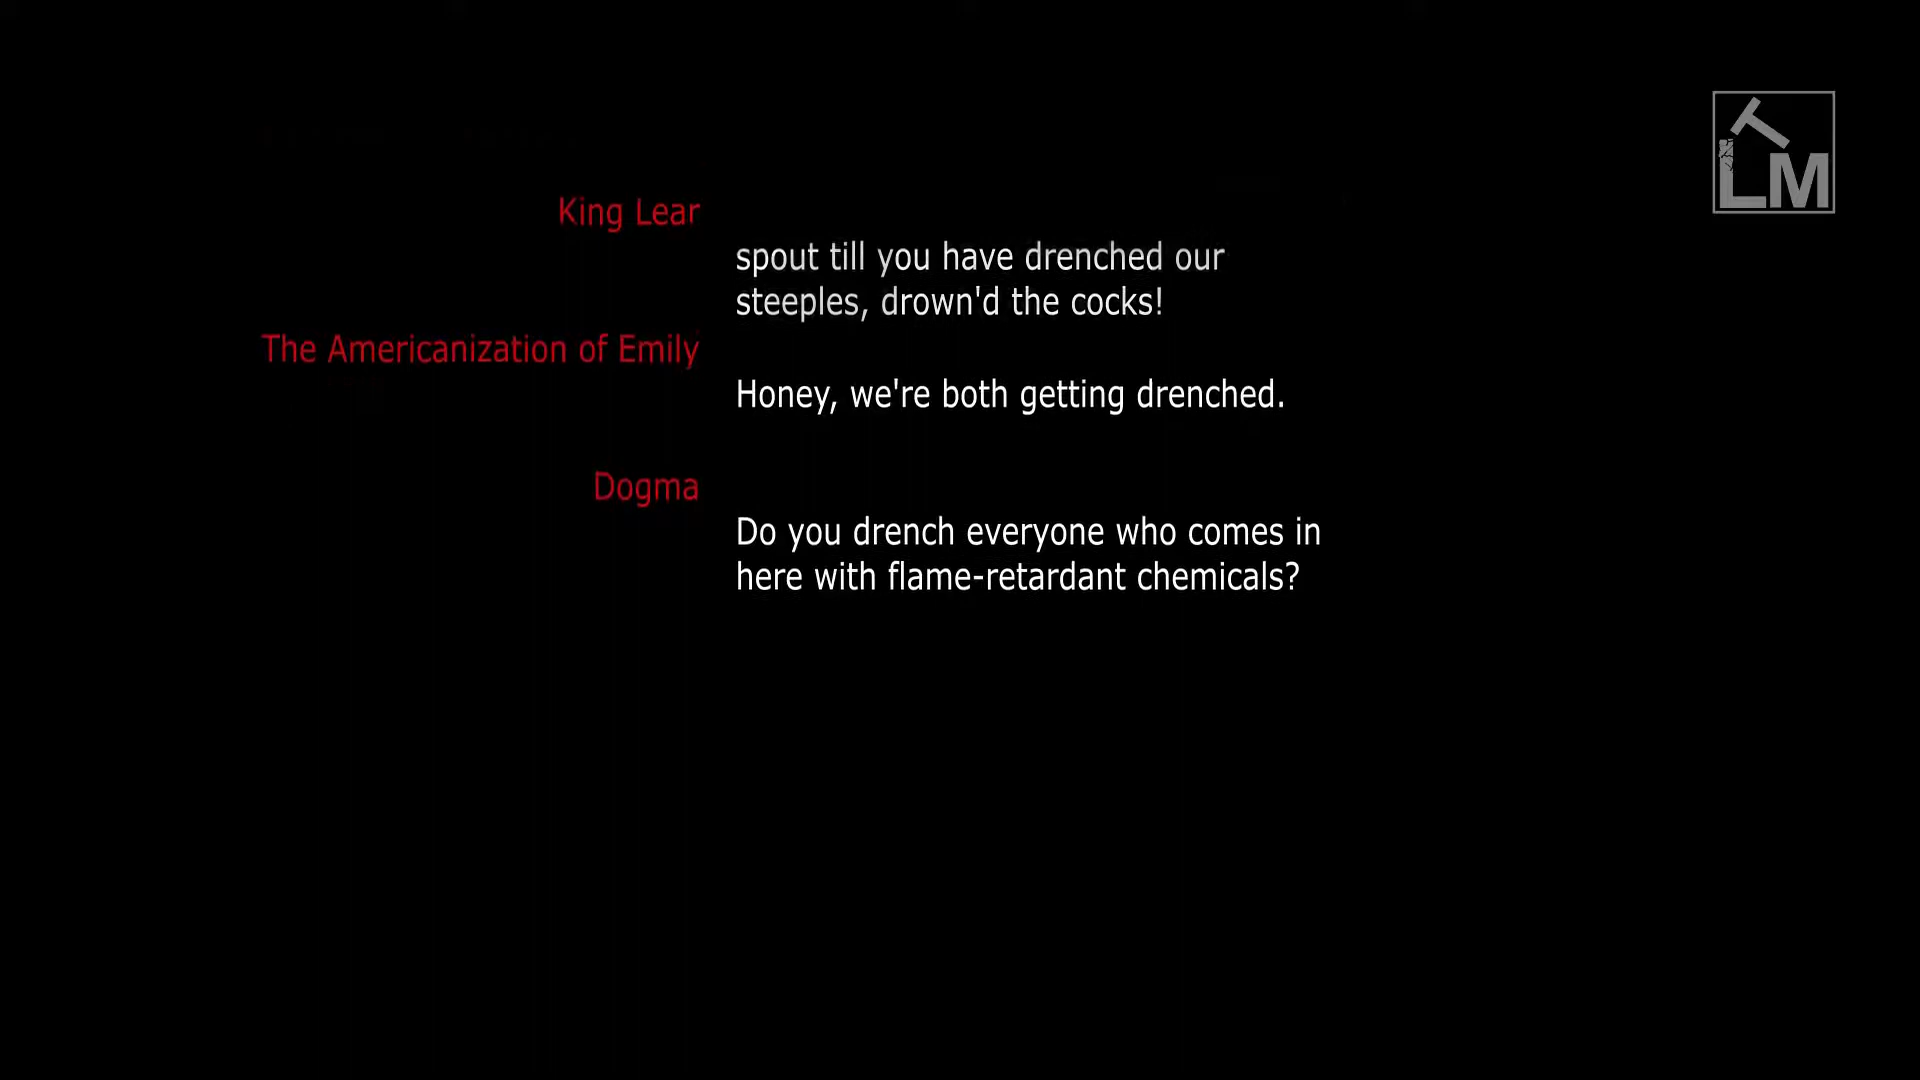 King Lear
spout till you have drenched our
steeples, drown'd the cocks!
The Americanization of Emily
Honey, we're both getting drenched.
Dogma
Do you drench everyone who comes in
here with flame-retardant chemicals?
LTM